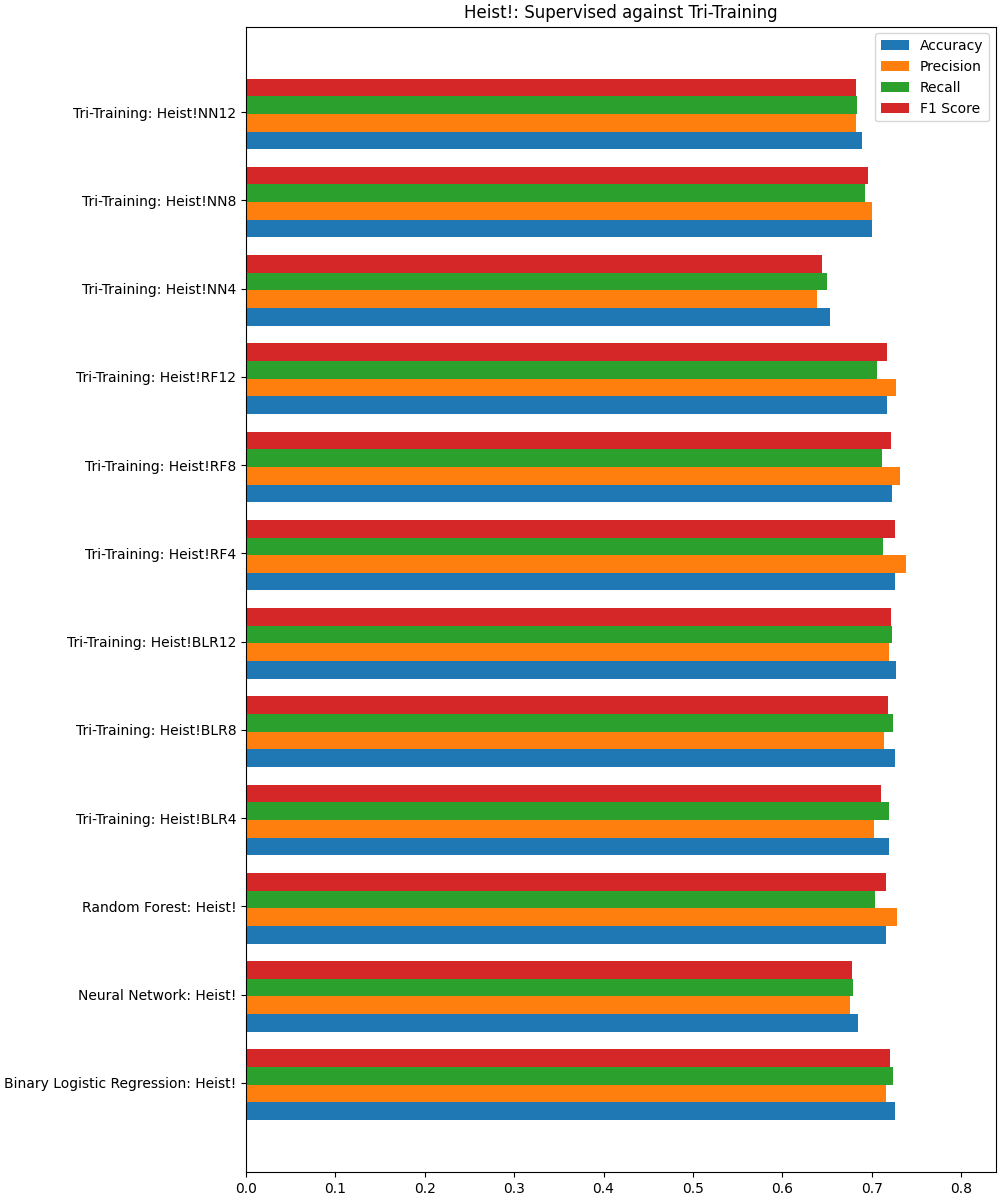 Heist!: Supervised against Tri-Training
Accuracy
Precision
Recall
F1 Score
Tri-Training: Heist!NN12
Tri-Training: Heist!NN8
Tri-Training: Heist!NN4
Tri-Training: Heist!RF12
Tri-Training: Heist!RF8
Tri-Training: Heist!RF4
Tri-Training: Heist!BLR12
Tri-Training: Heist!BLR8
Tri-Training: Heist!BLR4
Random Forest: Heist!
Neural Network: Heist!
Binary Logistic Regression: Heist!
0.0 0.1 0.2 0.3 0.4 0.5 0.6 0.7 0.8